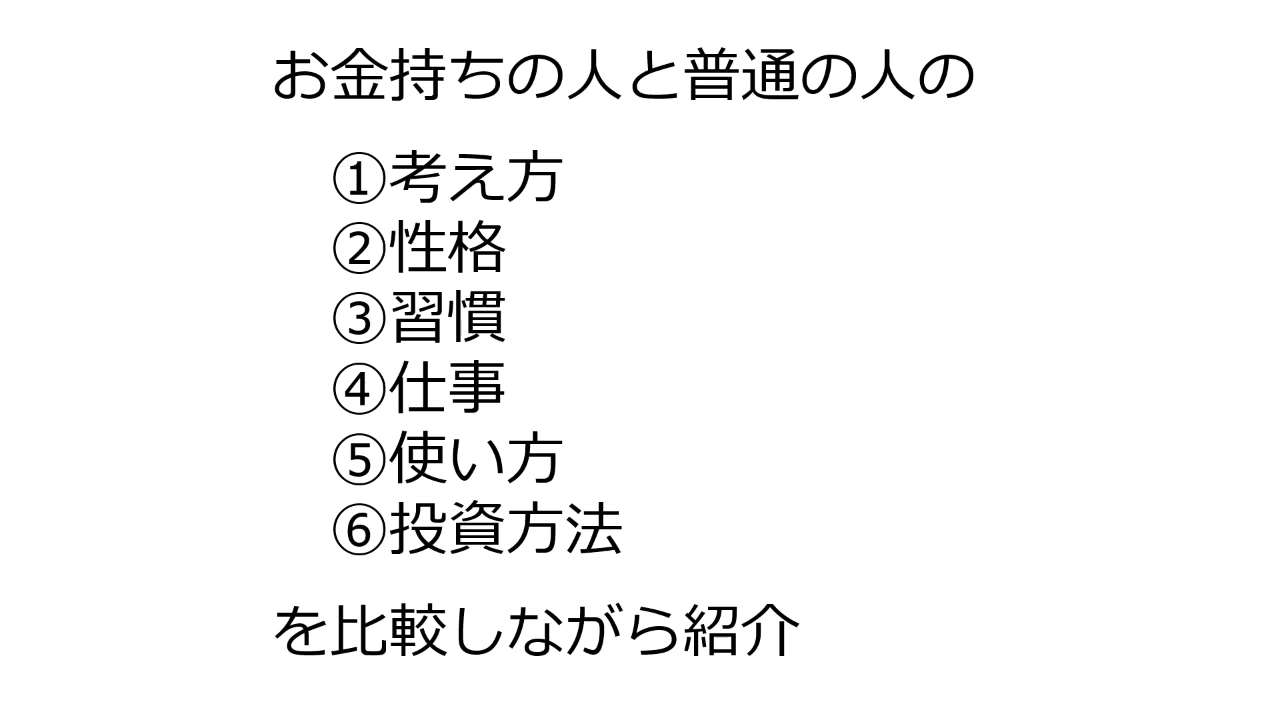 お金持ちの人と普通の人の
①考え方
②性格
③習慣
④仕事
⑤使い方
⑥投資方法
を比較しながら紹介